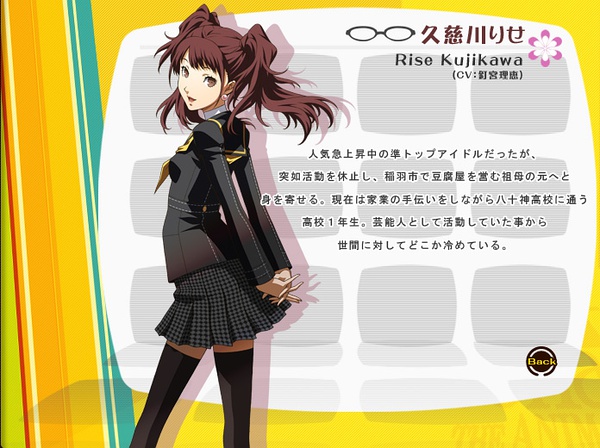 久慈川りせ
Rise Kujikawa
(CV:釘宮理恵)
人気急上昇中の準トップアイドルだったが、
突如活動を休止し、稲羽市で豆腐屋を営む祖母の元へと
身を寄せる。現在は家業の手伝いをしながら八十神高校に通う
高校1年生。芸能人として活動していた事から
世間に対してどこか冷めている。
Back
THE ANIM